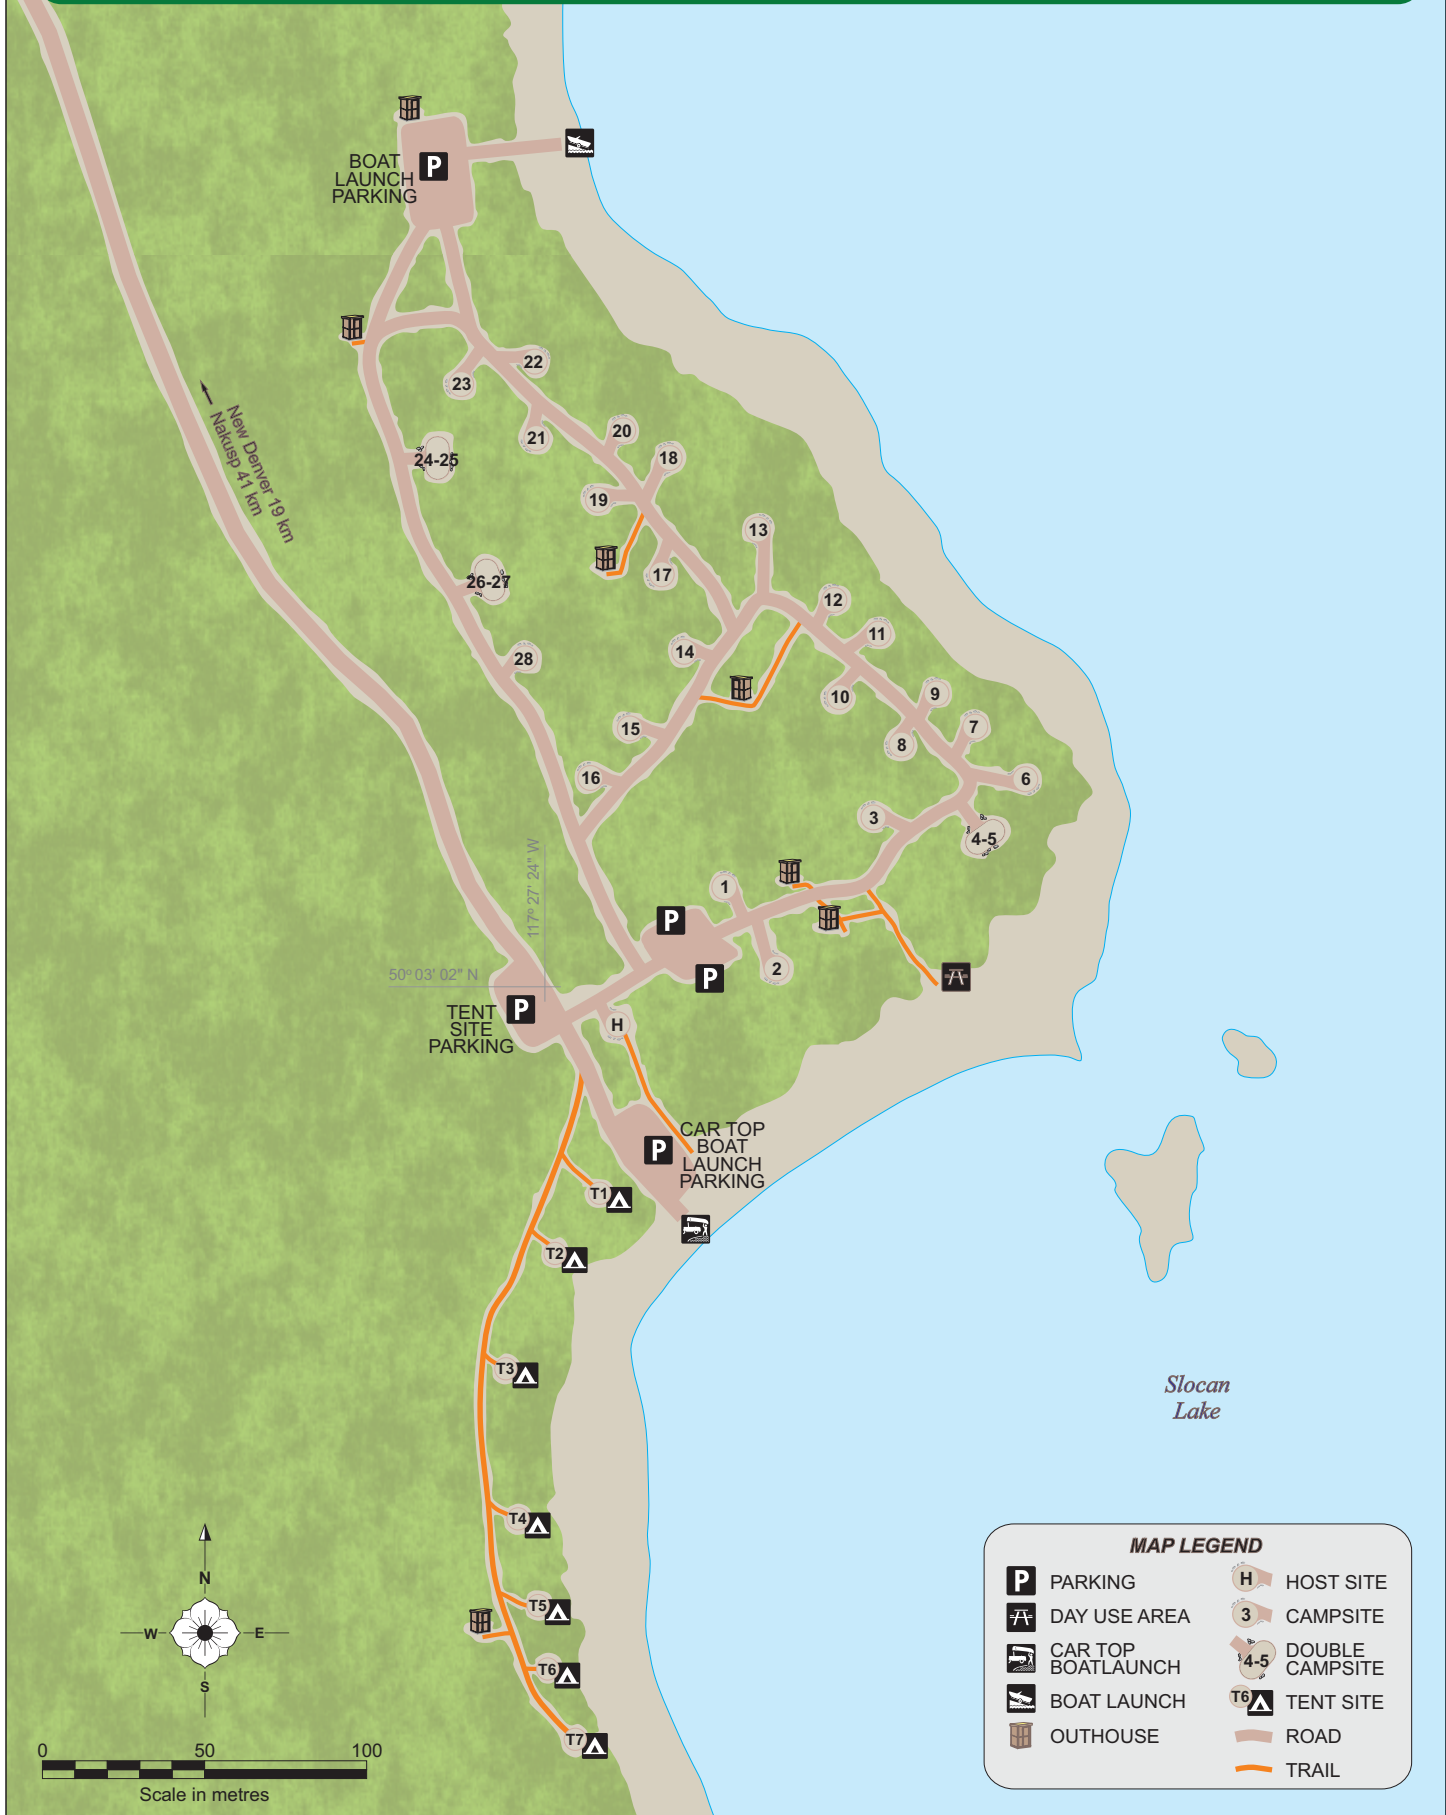 P
BOAT
LAUNCH
PARKING
22
23
20
21
24-25
18
New Denver 19 km
Nakusp 41 km
19
13
17
26-27
12
11
14
28
9
10
7
15
8
6
16
3
4-5
117° 27' 24" W
1
P
P
2
50° 03' 02" N
P
TENT
SITE
PARKING
H
CAR TOP
BOAT
LAUNCH
PARKING
P
T1
T2
T3
Slocan
Lake
T4
T5
T6
T7
N
W
E
S
0 50 100
Scale in metres
MAP LEGEND
P PARKING
DAY USE AREA
CAR TOP
BOATLAUNCH
BOAT LAUNCH
OUTHOUSE
H HOST SITE
3 CAMPSITE
4-5 DOUBLE
CAMPSITE
T6 TENT SITE
ROAD
TRAIL